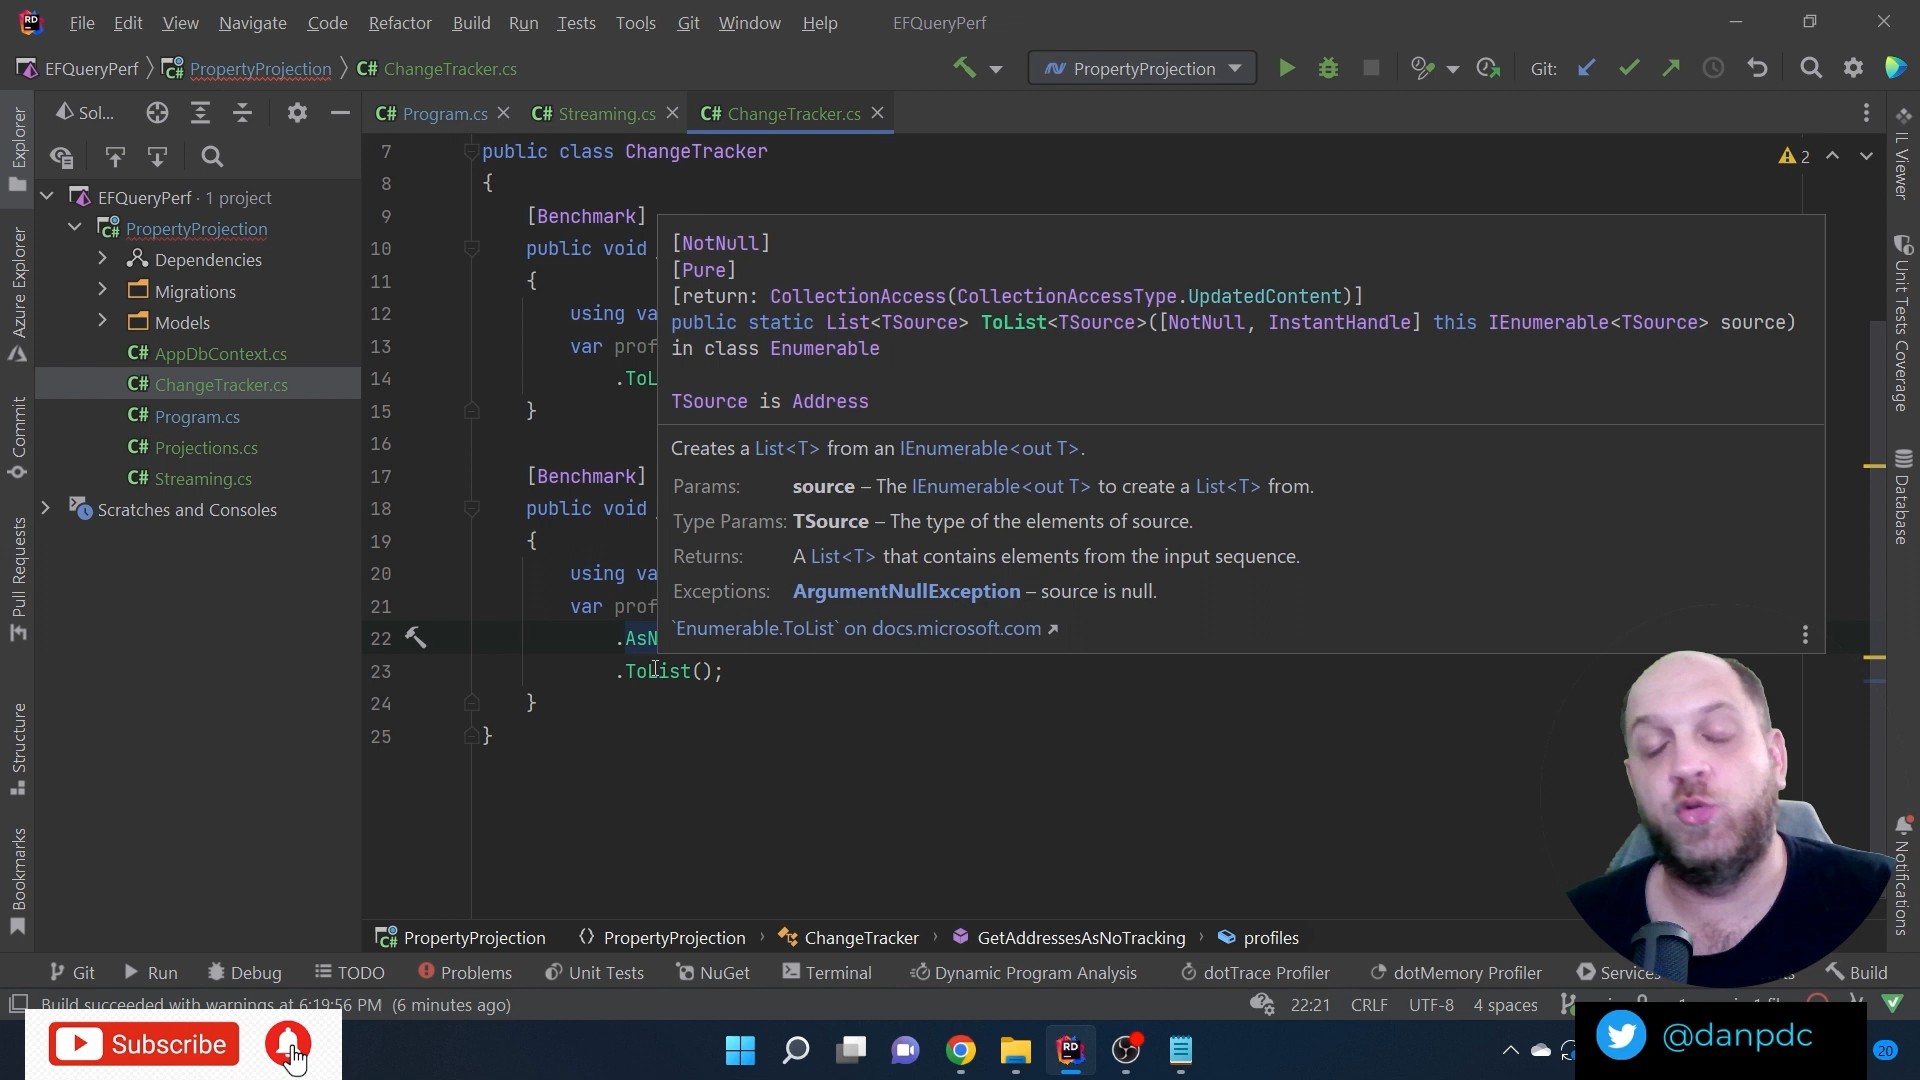 File Edit View Navigate Code Refactor Build Run Tests Tools Git Window Help EFQueryPerf
EFQueryPerf PropertyProjection C# ChangeTracker.cs PropertyProjection Git:
Sol... C# Program.cs C# Streaming.cs C# ChangeTracker.cs
EFQueryPerf · 1 project
PropertyProjection
Dependencies
Migrations
Models
C# AppDbContext.cs
C# ChangeTracker.cs
C# Program.cs
C# Projections.cs
C# Streaming.cs
Scratches and Consoles
Explorer
Azure Explorer
Commit
Pull Requests
Structure
Bookmarks
7 public class ChangeTracker
8 {
9 [Benchmark]
10 public void
11 {
12 using va
13 var prof
14 .ToL
15 }
16
17 [Benchmark]
18 public void
19 {
20 using va
21 var prof
22 .AsN
23 .ToList();
24 }
25 }
2
[NotNull]
[Pure]
[return: CollectionAccess(CollectionAccessType.UpdatedContent)]
public static List<TSource> ToList<TSource>([NotNull, InstantHandle] this IEnumerable<TSource> source)
in class Enumerable
TSource is Address
Creates a List<T> from an IEnumerable<out T>.
Params: source – The IEnumerable<out T> to create a List<T> from.
Type Params: TSource – The type of the elements of source.
Returns: A List<T> that contains elements from the input sequence.
Exceptions: ArgumentNullException – source is null.
`Enumerable.ToList` on docs.microsoft.com
IL Viewer
Unit Tests Coverage
Database
Notifications
PropertyProjection PropertyProjection ChangeTracker GetAddressesAsNoTracking profiles
Git Run Debug TODO Problems Unit Tests NuGet Terminal Dynamic Program Analysis dotTrace Profiler dotMemory Profiler Build
Build succeeded with warnings at 6:19:56 PM (6 minutes ago) 22:21 CRLF UTF-8 4 spaces
Subscribe
RD
@danpdc
20